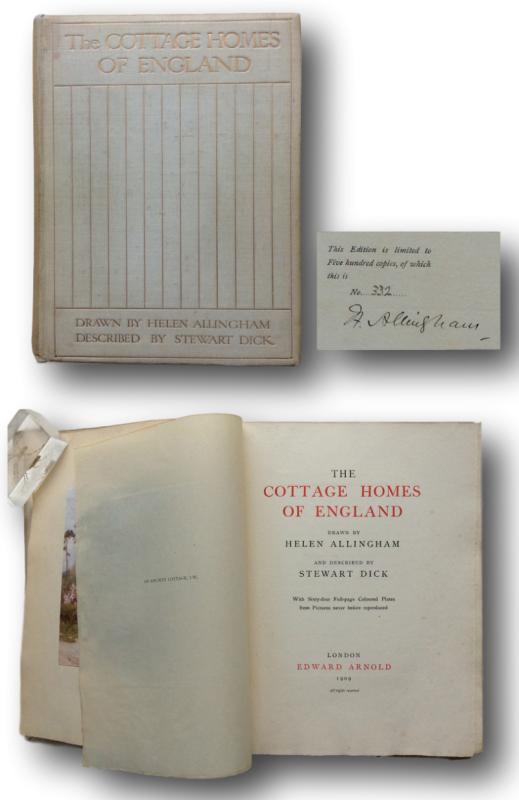 The COTTAGE HOMES
OF ENGLAND
DRAWN BY HELEN ALLINGHAM
DESCRIBED BY STEWART DICK
This Edition is limited to
Five hundred copies, of which
this is
No. 332
H. Allingham
THE
COTTAGE HOMES
OF ENGLAND
DRAWN BY
HELEN ALLINGHAM
AND DESCRIBED BY
STEWART DICK
With Sixty-four Full-page Coloured Plates
from Pictures never before reproduced
LONDON
EDWARD ARNOLD
1909
All rights reserved
COTTAGE, I.W.